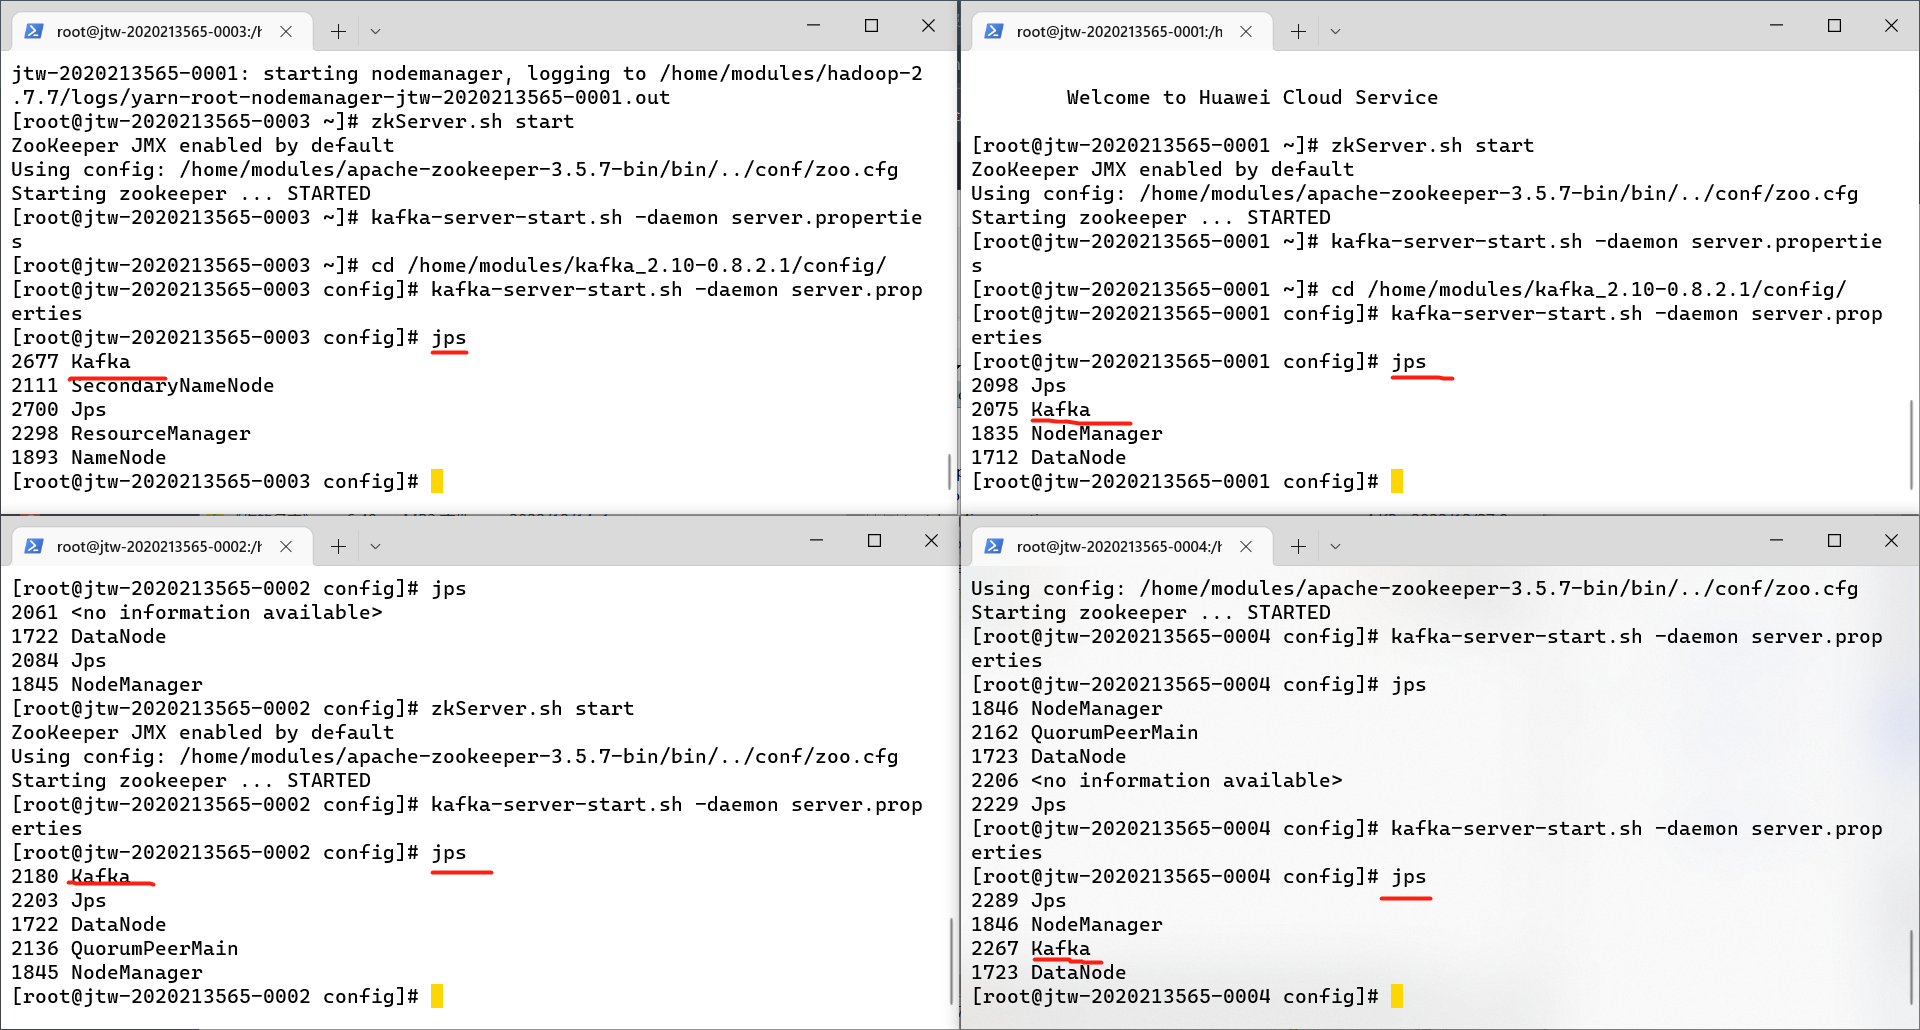 root@jtw-2020213565-0003:/h
jtw-2020213565-0001: starting nodemanager, logging to /home/modules/hadoop-2
.7.7/logs/yarn-root-nodemanager-jtw-2020213565-0001.out
[root@jtw-2020213565-0003 ~]# zkServer.sh start
ZooKeeper JMX enabled by default
Using config: /home/modules/apache-zookeeper-3.5.7-bin/bin/../conf/zoo.cfg
Starting zookeeper ... STARTED
[root@jtw-2020213565-0003 ~]# kafka-server-start.sh -daemon server.propertie
s
[root@jtw-2020213565-0003 ~]# cd /home/modules/kafka_2.10-0.8.2.1/config/
[root@jtw-2020213565-0003 config]# kafka-server-start.sh -daemon server.prop
erties
[root@jtw-2020213565-0003 config]# jps
2677 Kafka
2111 SecondaryNameNode
2700 Jps
2298 ResourceManager
1893 NameNode
[root@jtw-2020213565-0003 config]#
root@jtw-2020213565-0001:/h
Welcome to Huawei Cloud Service
[root@jtw-2020213565-0001 ~]# zkServer.sh start
ZooKeeper JMX enabled by default
Using config: /home/modules/apache-zookeeper-3.5.7-bin/bin/../conf/zoo.cfg
Starting zookeeper ... STARTED
[root@jtw-2020213565-0001 ~]# kafka-server-start.sh -daemon server.propertie
s
[root@jtw-2020213565-0001 ~]# cd /home/modules/kafka_2.10-0.8.2.1/config/
[root@jtw-2020213565-0001 config]# kafka-server-start.sh -daemon server.prop
erties
[root@jtw-2020213565-0001 config]# jps
2098 Jps
2075 Kafka
1835 NodeManager
1712 DataNode
[root@jtw-2020213565-0001 config]#
root@jtw-2020213565-0002:/h
[root@jtw-2020213565-0002 config]# jps
2061 <no information available>
1722 DataNode
2084 Jps
1845 NodeManager
[root@jtw-2020213565-0002 config]# zkServer.sh start
ZooKeeper JMX enabled by default
Using config: /home/modules/apache-zookeeper-3.5.7-bin/bin/../conf/zoo.cfg
Starting zookeeper ... STARTED
[root@jtw-2020213565-0002 config]# kafka-server-start.sh -daemon server.prop
erties
[root@jtw-2020213565-0002 config]# jps
2180 Kafka
2203 Jps
1722 DataNode
2136 QuorumPeerMain
1845 NodeManager
[root@jtw-2020213565-0002 config]#
root@jtw-2020213565-0004:/h
Using config: /home/modules/apache-zookeeper-3.5.7-bin/bin/../conf/zoo.cfg
Starting zookeeper ... STARTED
[root@jtw-2020213565-0004 config]# kafka-server-start.sh -daemon server.prop
erties
[root@jtw-2020213565-0004 config]# jps
1846 NodeManager
2162 QuorumPeerMain
1723 DataNode
2206 <no information available>
2229 Jps
[root@jtw-2020213565-0004 config]# kafka-server-start.sh -daemon server.prop
erties
[root@jtw-2020213565-0004 config]# jps
2289 Jps
1846 NodeManager
2267 Kafka
1723 DataNode
[root@jtw-2020213565-0004 config]#